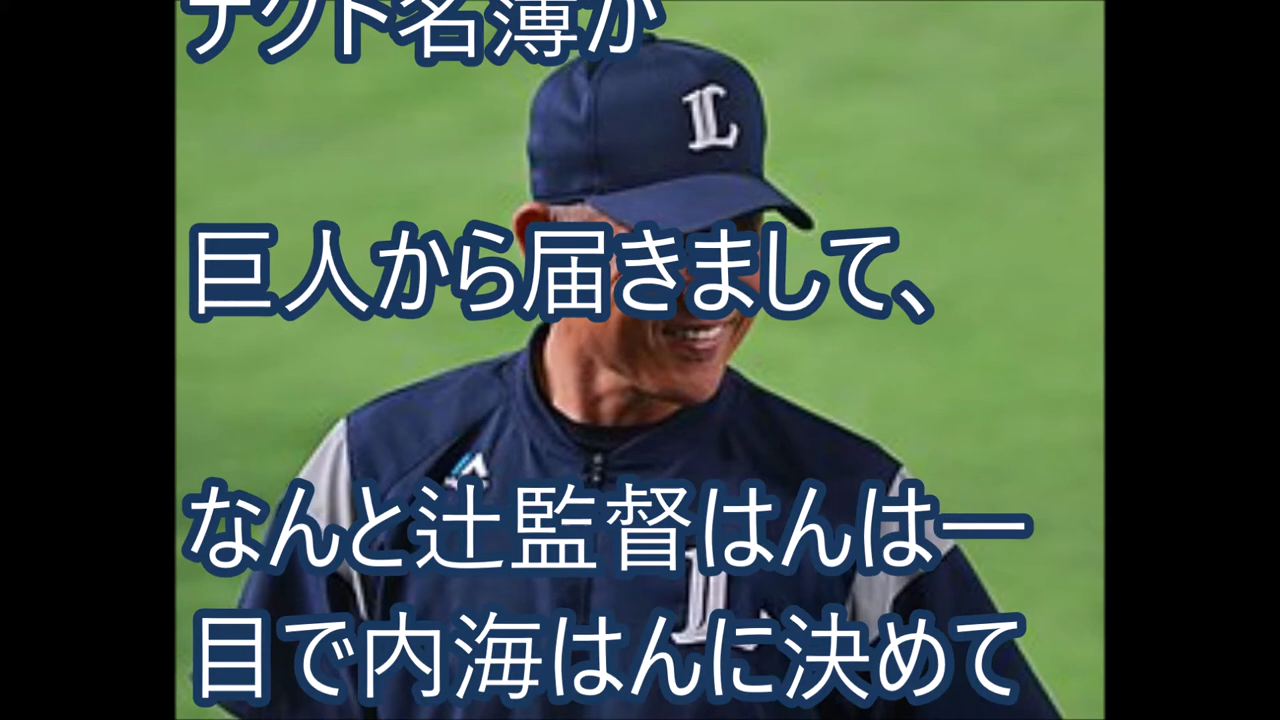 テクト名簿が
巨人から届きまして、
なんと辻監督はんは一
目で内海はんに決めて
L
L